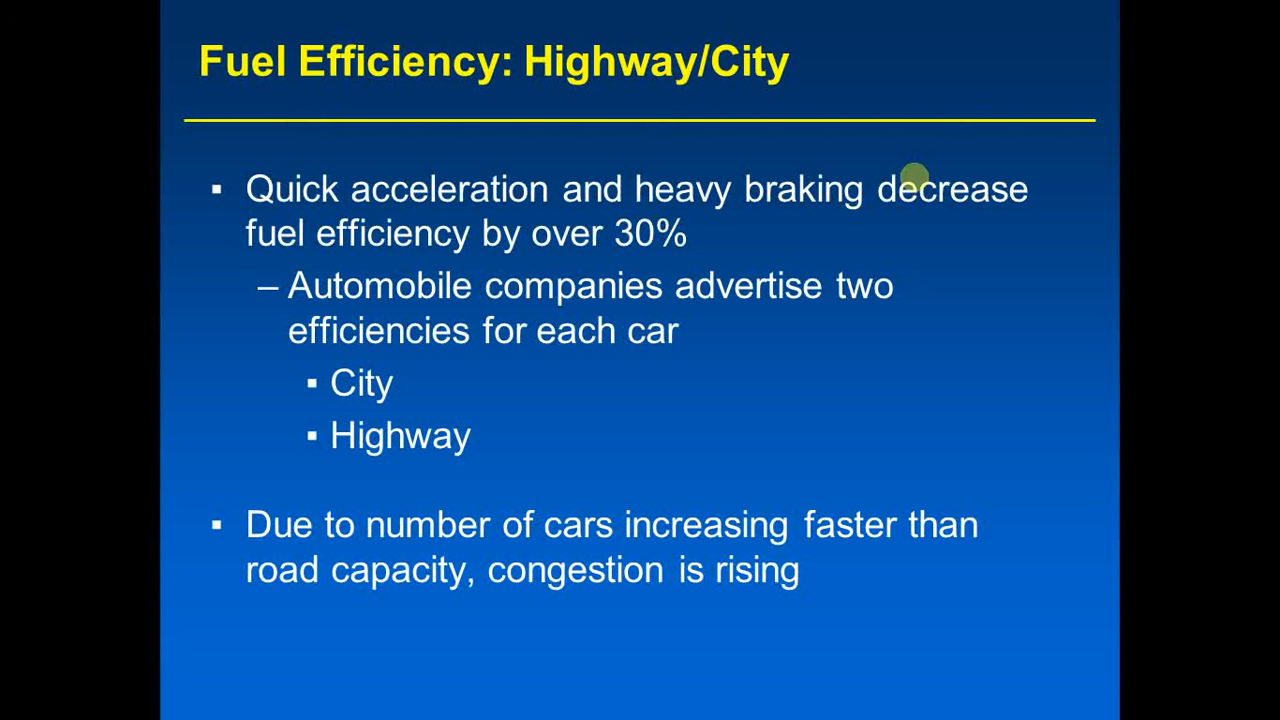 Fuel Efficiency: Highway/City
▪ Quick acceleration and heavy braking decrease
fuel efficiency by over 30%
– Automobile companies advertise two
efficiencies for each car
▪ City
▪ Highway
▪ Due to number of cars increasing faster than
road capacity, congestion is rising